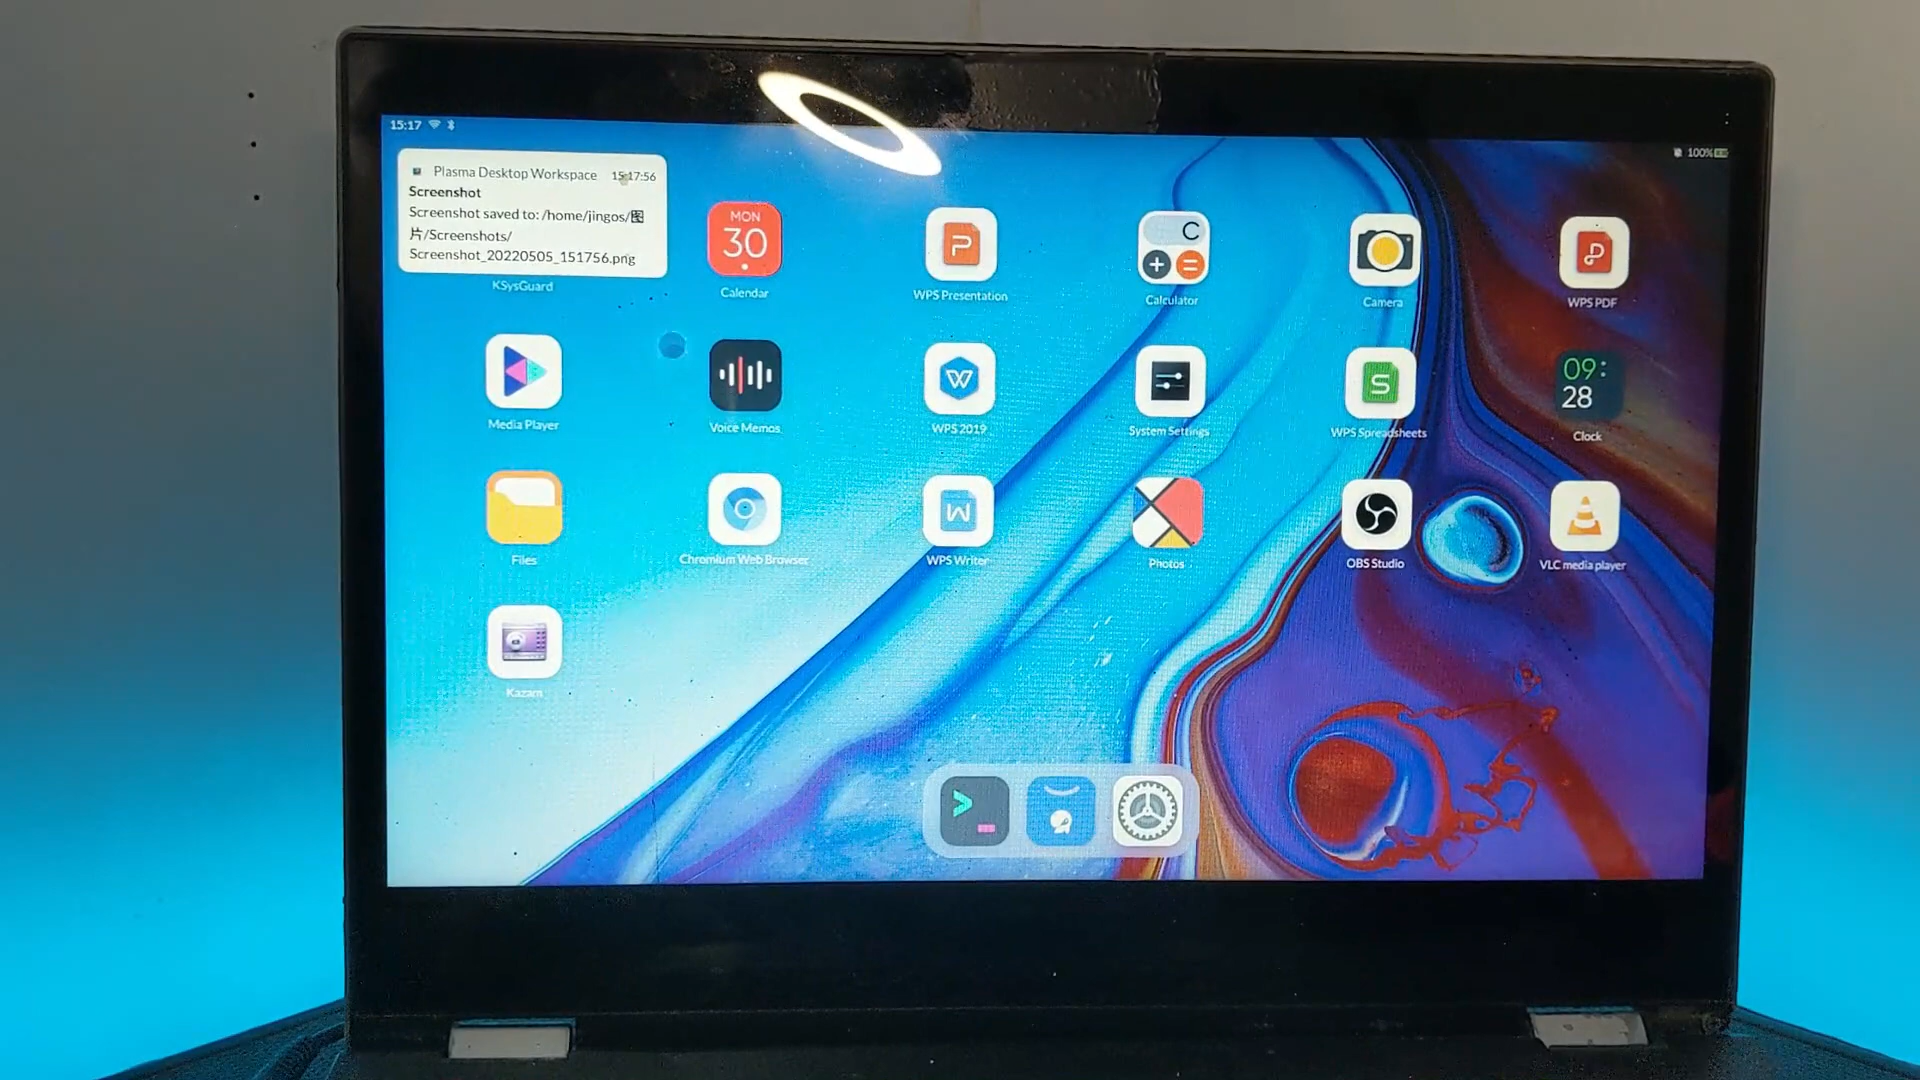 15:17
100%
Plasma Desktop Workspace 15:17:56
Screenshot
Screenshot saved to: /home/jingos/图
片/Screenshots/
Screenshot_20220505_151756.png
KSysGuard
MON
30
Calendar
WPS Presentation
C
Calculator
Camera
WPS PDF
Media Player
Voice Memos
WPS 2019
System Settings
S
WPS Spreadsheets
09:
28
Clock
Files
Chromium Web Browser
W
WPS Writer
Photos
OBS Studio
VLC media player
Kazam